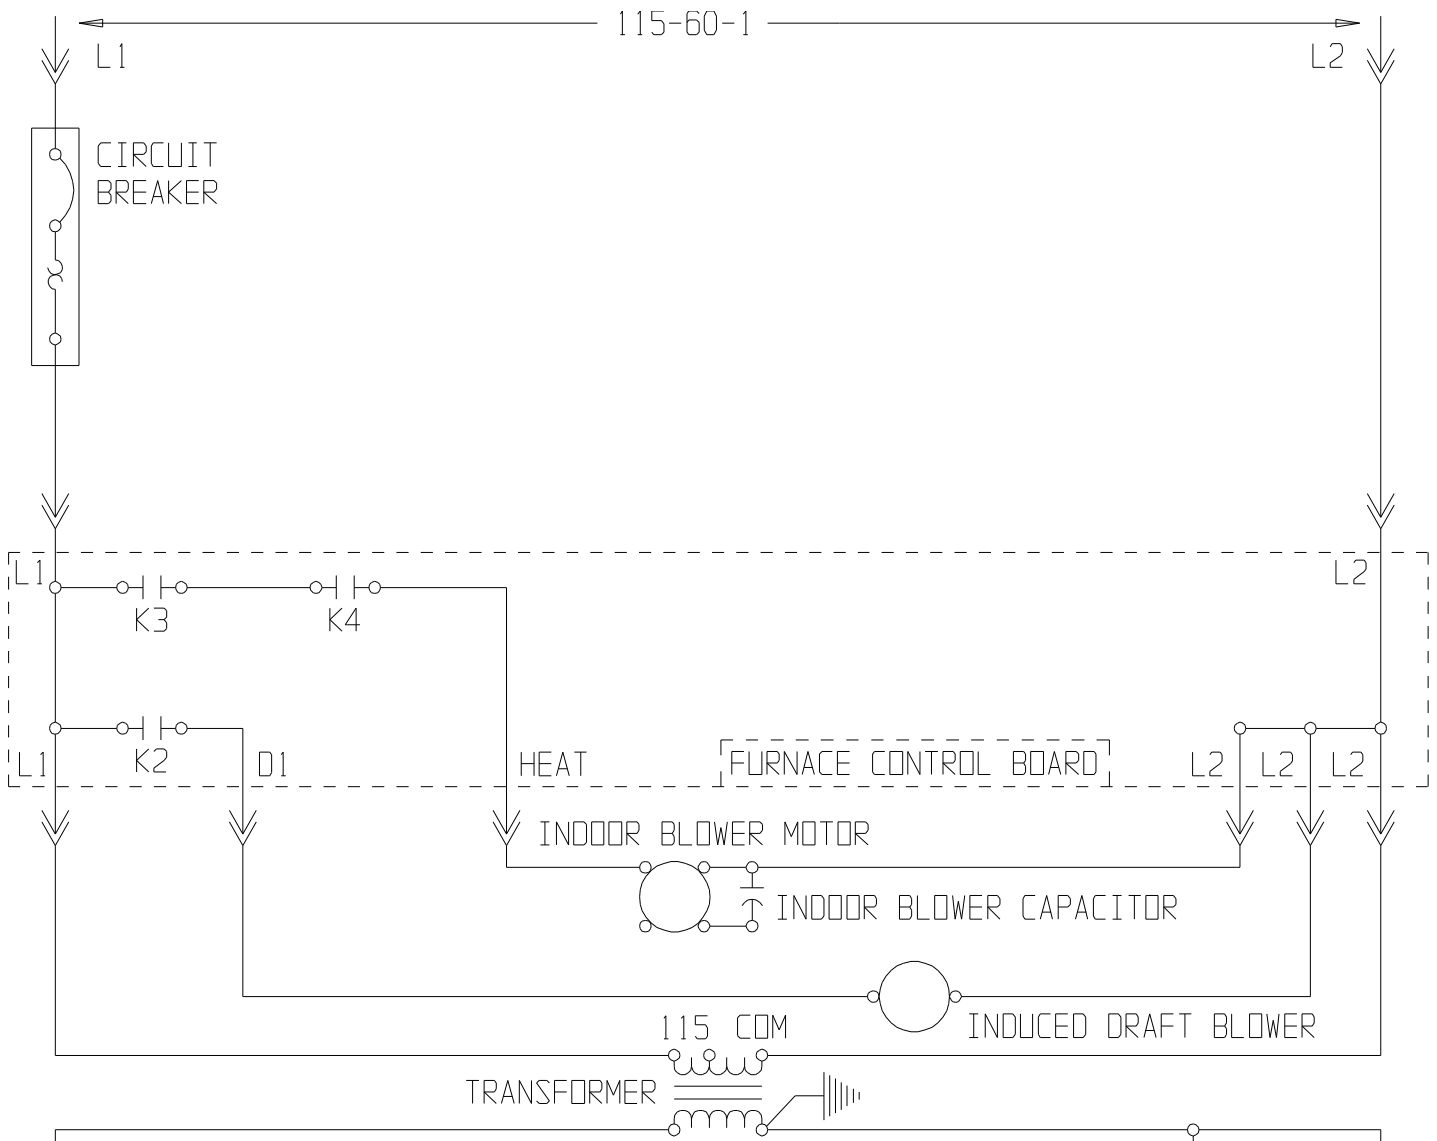 115-60-1
L1
L2
CIRCUIT
BREAKER
L1
L2
K3
K4
L1
K2
D1
HEAT
FURNACE CONTROL BOARD
L2
L2
L2
INDOOR BLOWER MOTOR
INDOOR BLOWER CAPACITOR
115 COM
INDUCED DRAFT BLOWER
TRANSFORMER